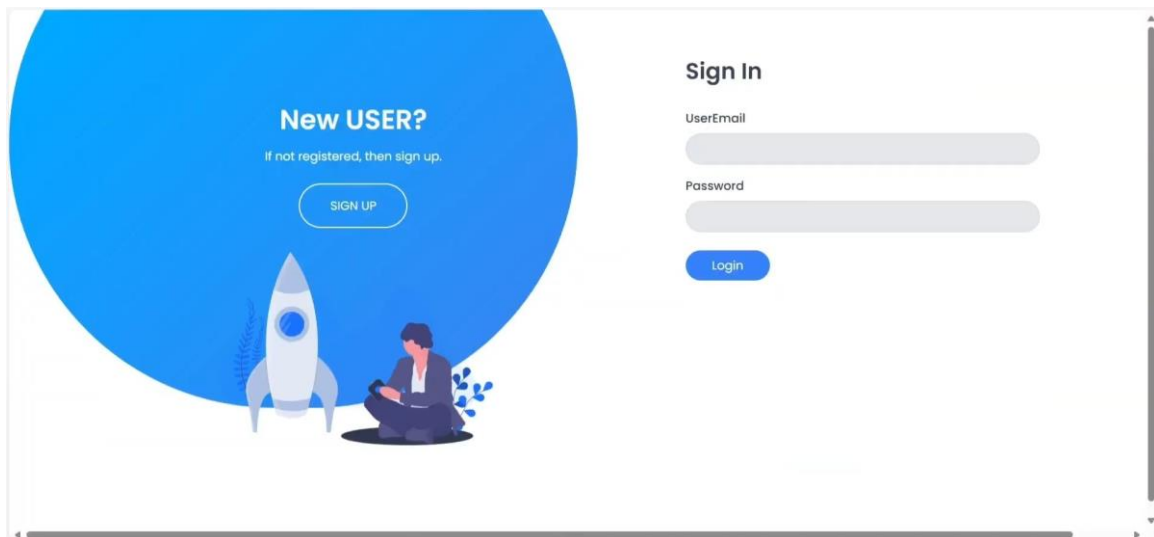 New USER?
If not registered, then sign up.
SIGN UP
Sign In
UserEmail
Password
Login